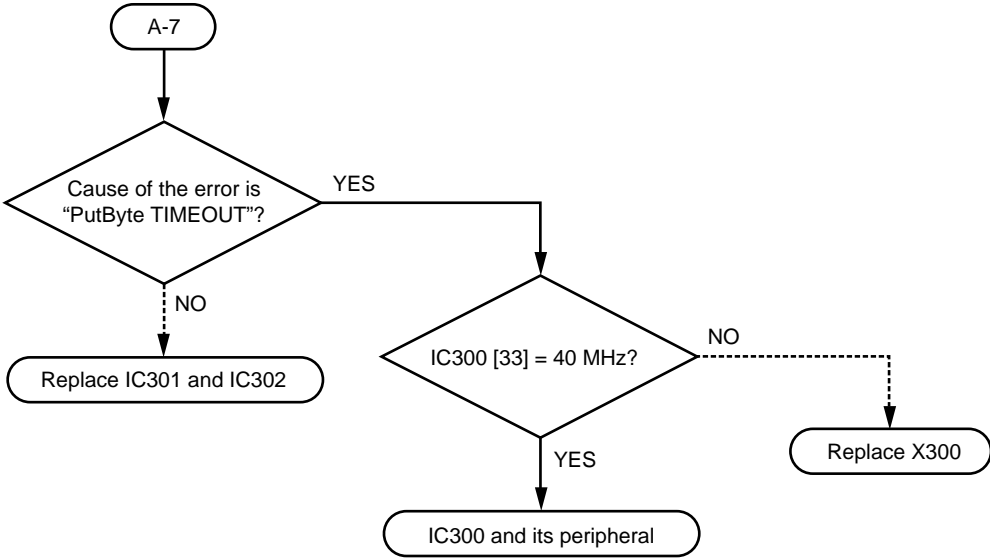 A-7
Cause of the error is
“PutByte TIMEOUT”?
YES
NO
Replace IC301 and IC302
IC300 [33] = 40 MHz?
NO
YES
Replace X300
IC300 and its peripheral